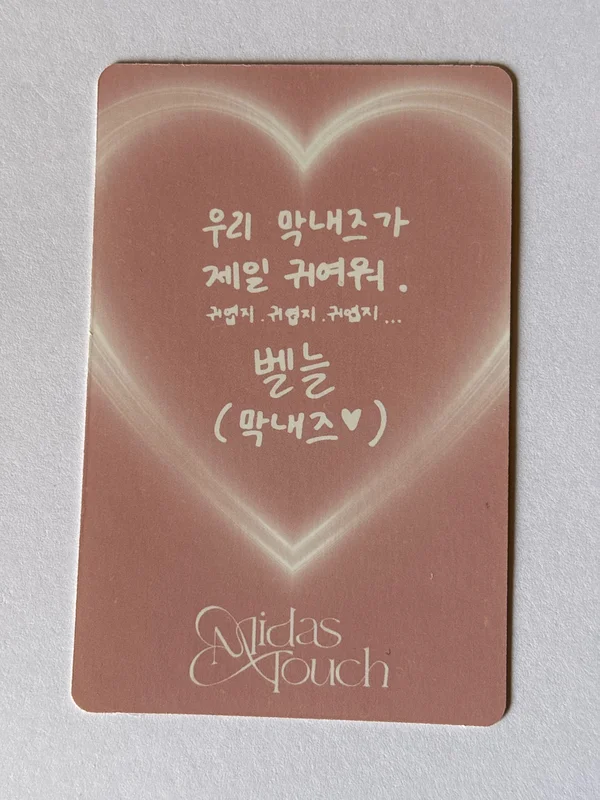 우리 막내즈가
제일 귀여워.
귀엽지.귀엽지.귀엽지...
벨늘
(막내즈♥)
Midas
Touch